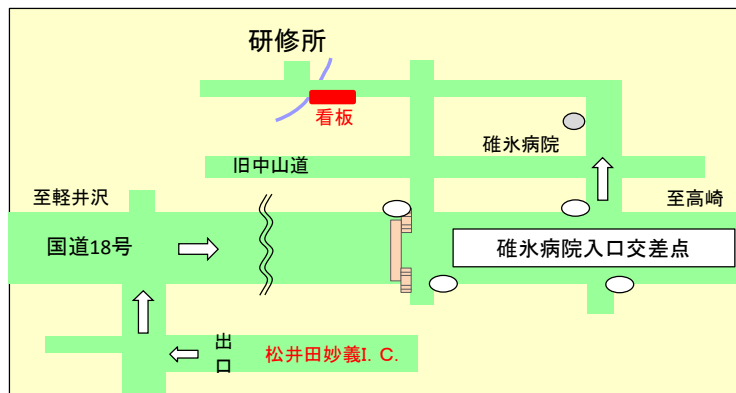 研修所
看板
碓氷病院
旧中山道
至軽井沢
至高崎
国道18号
碓氷病院入口交差点
出口
松井田妙義I. C.